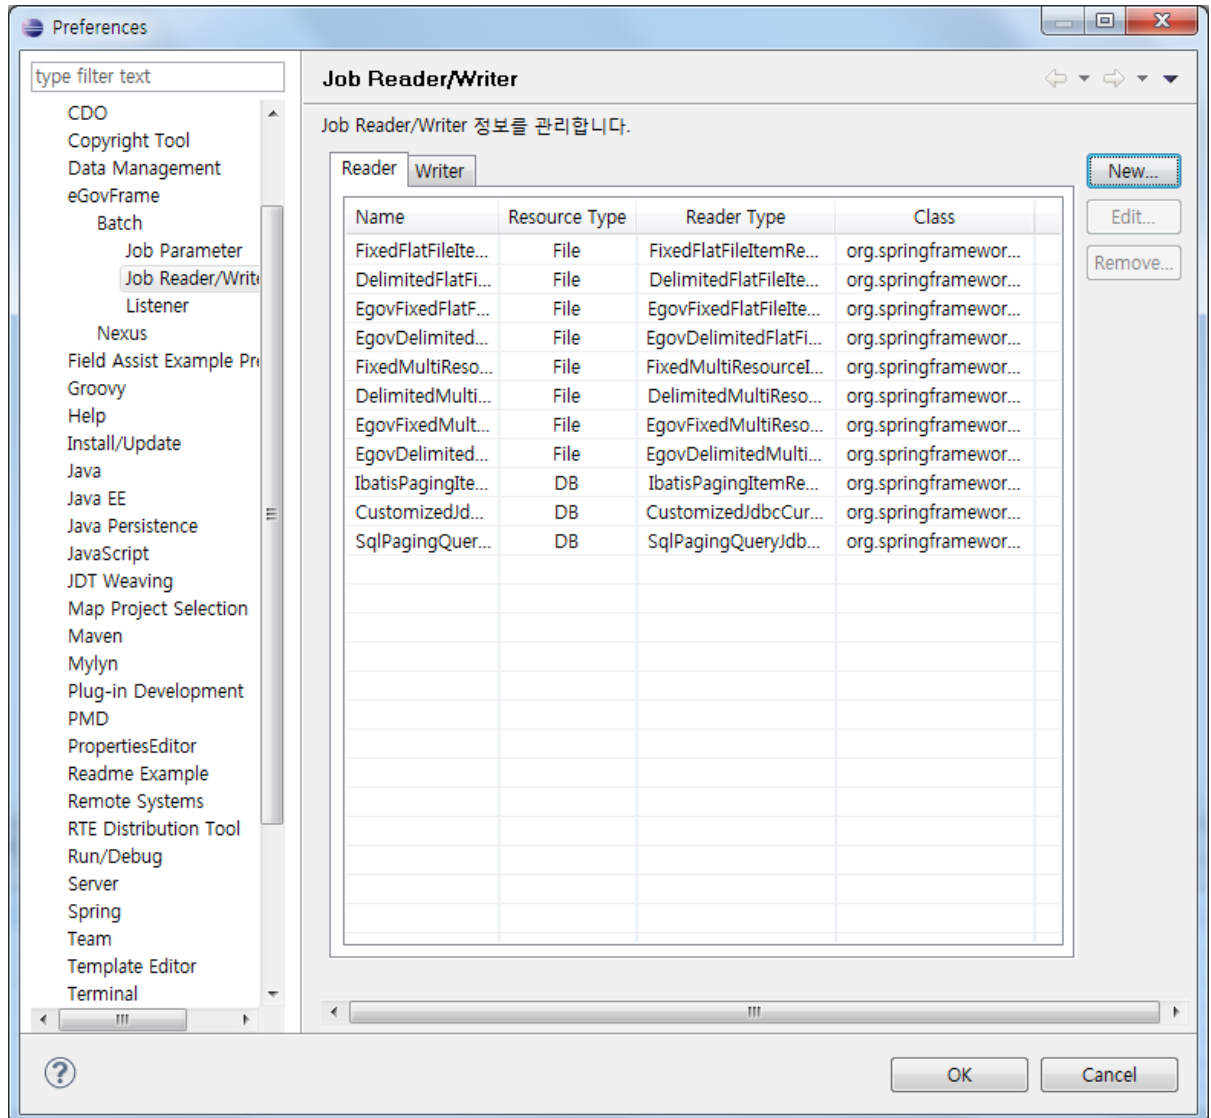 Preferences
type filter text
CDO
Copyright Tool
Data Management
eGovFrame
Batch
Job Parameter
Job Reader/Write
Listener
Nexus
Field Assist Example Pre
Groovy
Help
Install/Update
Java
Java EE
Java Persistence
JavaScript
JDT Weaving
Map Project Selection
Maven
Mylyn
Plug-in Development
PMD
PropertiesEditor
Readme Example
Remote Systems
RTE Distribution Tool
Run/Debug
Server
Spring
Team
Template Editor
Terminal
Job Reader/Writer
Job Reader/Writer 정보를 관리합니다.
Reader Writer
Name Resource Type Reader Type Class
FixedFlatFileIte... File FixedFlatFileItemRe... org.springframewor...
DelimitedFlatFi... File DelimitedFlatFileIte... org.springframewor...
EgovFixedFlatF... File EgovFixedFlatFileIte... org.springframewor...
EgovDelimited... File EgovDelimitedFlatFi... org.springframewor...
FixedMultiReso... File FixedMultiResourceI... org.springframewor...
DelimitedMulti... File DelimitedMultiReso... org.springframewor...
EgovFixedMult... File EgovFixedMultiReso... org.springframewor...
EgovDelimited... File EgovDelimitedMulti... org.springframewor...
IbatisPagingIte... DB IbatisPagingItemRe... org.springframewor...
CustomizedJd... DB CustomizedJdbcCur... org.springframewor...
SqlPagingQuer... DB SqlPagingQueryJdb... org.springframewor...
New...
Edit...
Remove...
OK Cancel